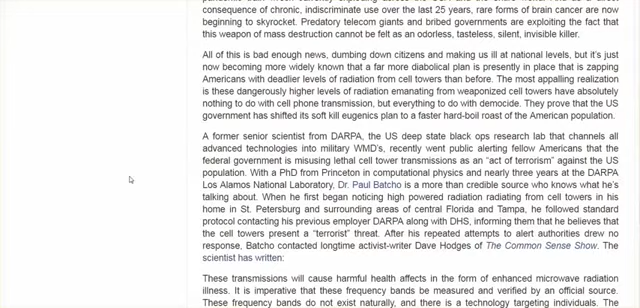 consequence of chronic, indiscriminate use over the last 25 years, rare forms of brain cancer are now
beginning to skyrocket. Predatory telecom giants and bribed governments are exploiting the fact that
this weapon of mass destruction cannot be felt as an odorless, tasteless, silent, invisible killer.
All of this is bad enough news, dumbing down citizens and making us ill at national levels, but it's just
now becoming more widely known that a far more diabolical plan is presently in place that is zapping
Americans with deadlier levels of radiation from cell towers than before. The most appalling realization
is these dangerously higher levels of radiation emanating from weaponized cell towers have absolutely
nothing to do with cell phone transmission, but everything to do with democide. They prove that the US
government has shifted its soft kill eugenics plan to a faster hard-boil roast of the American population.
A former senior scientist from DARPA, the US deep state black ops research lab that channels all
advanced technologies into military WMD's, recently went public alerting fellow Americans that the
federal government is misusing lethal cell tower transmissions as an "act of terrorism" against the US
population. With a PhD from Princeton in computational physics and nearly three years at the DARPA
Los Alamos National Laboratory, Dr. Paul Batcho is a more than credible source who knows what he's
talking about. When he first began noticing high powered radiation radiating from cell towers in his
home in St. Petersburg and surrounding areas of central Florida and Tampa, he followed standard
protocol contacting his previous employer DARPA along with DHS, informing them that he believes that
the cell towers present a "terrorist" threat. After his repeated attempts to alert authorities drew no
response, Batcho contacted longtime activist-writer Dave Hodges of The Common Sense Show. The
scientist has written:
These transmissions will cause harmful health affects in the form of enhanced microwave radiation
illness. It is imperative that these frequency bands be measured and verified by an official source.
These frequency bands do not exist naturally, and there is a technology targeting individuals. The